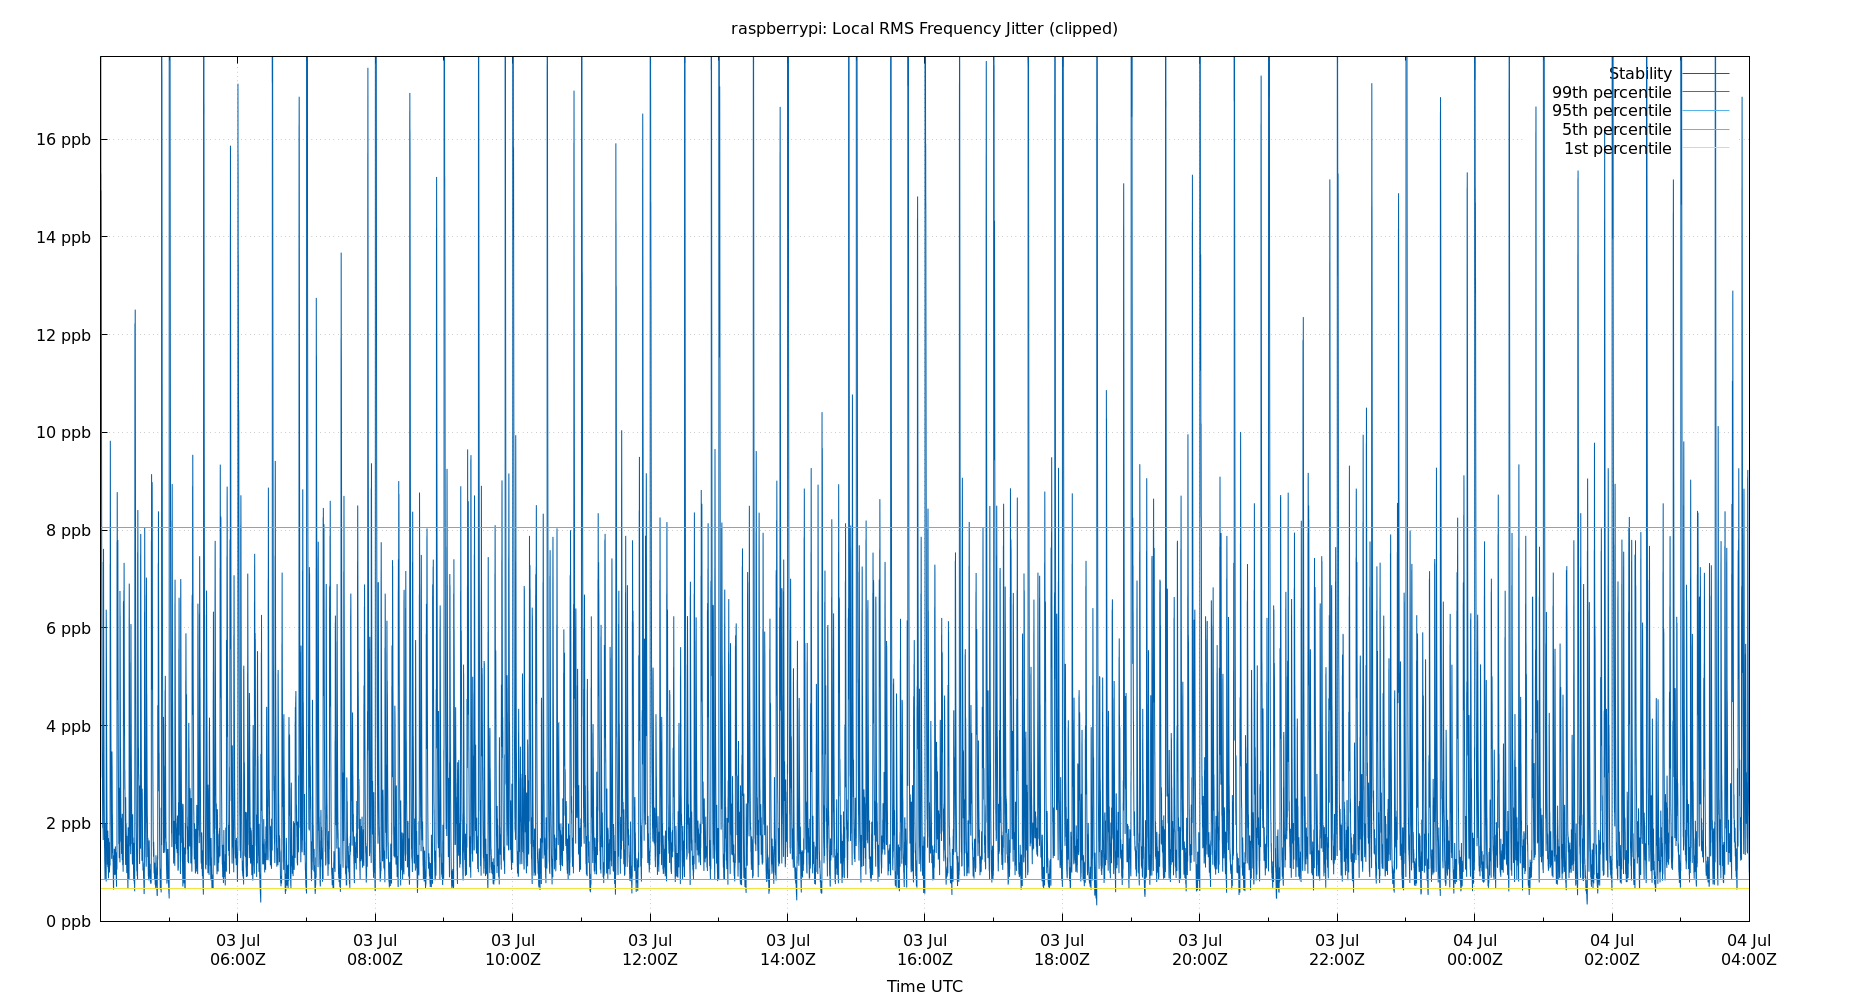 raspberrypi: Local RMS Frequency Jitter (clipped)
Stability
99th percentile
95th percentile
5th percentile
1st percentile
16 ppb
14 ppb
12 ppb
10 ppb
8 ppb
6 ppb
4 ppb
2 ppb
0 ppb
03 Jul 03 Jul 03 Jul 03 Jul 03 Jul 03 Jul 03 Jul 03 Jul 03 Jul 04 Jul 04 Jul 04 Jul
06:00Z 08:00Z 10:00Z 12:00Z 14:00Z 16:00Z 18:00Z 20:00Z 22:00Z 00:00Z 02:00Z 04:00Z
Time UTC